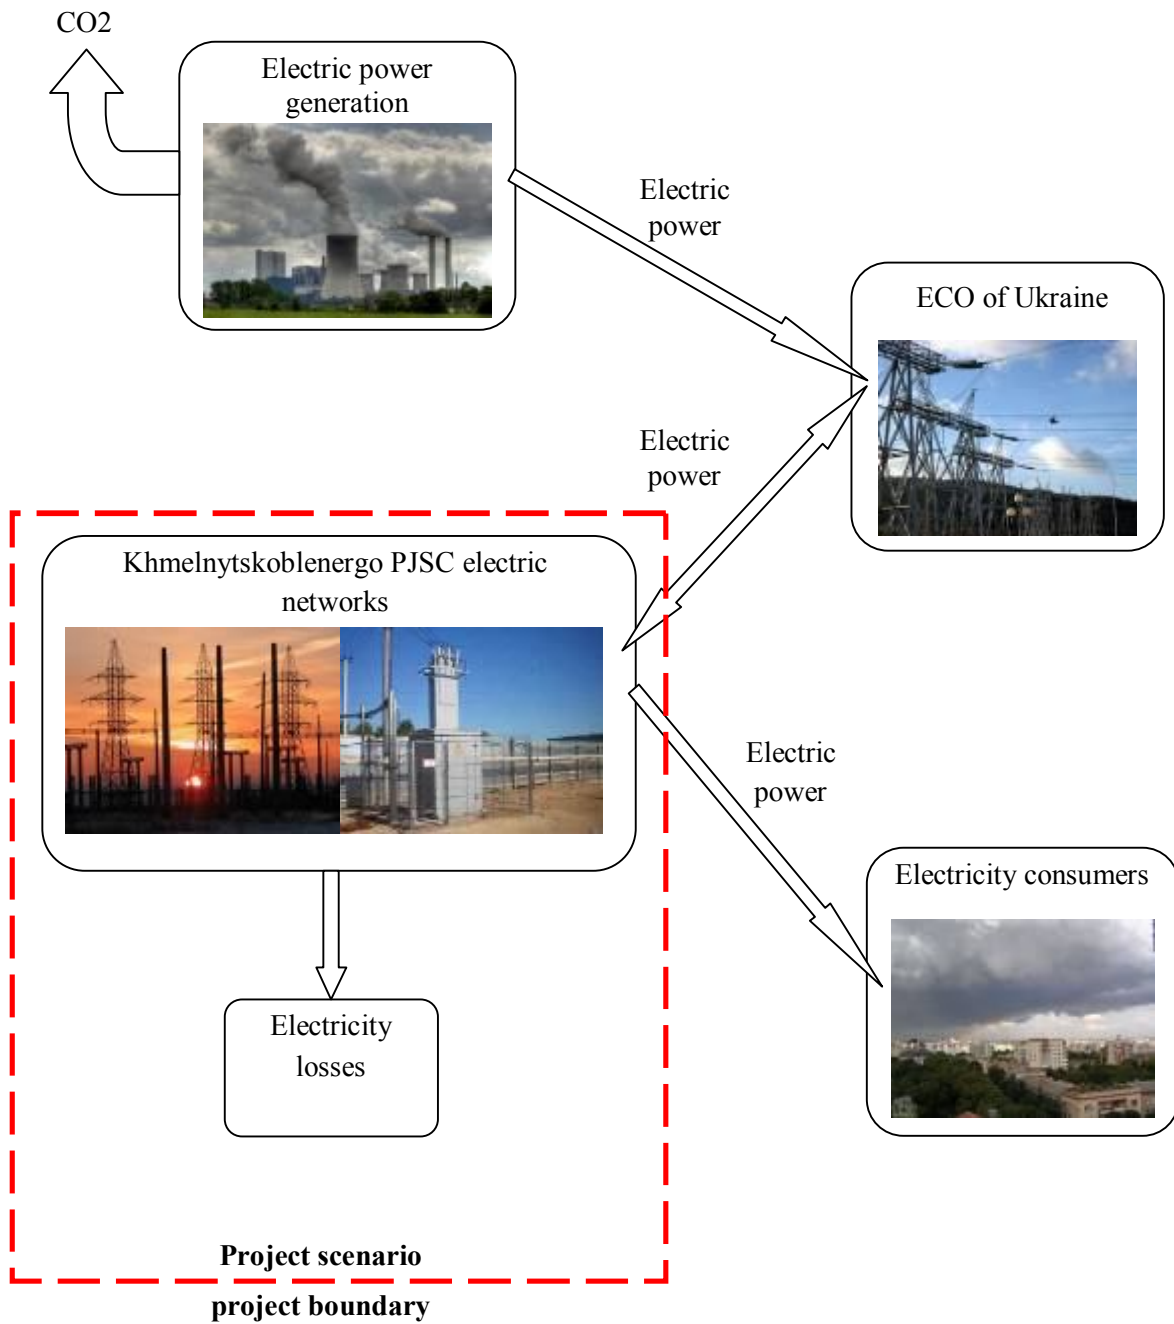 CO2
Electric power
generation
Electric
power
ECO of Ukraine
Electric
power
Khmelnytskoblenergo PJSC electric
networks
Electric
power
Electricity consumers
Electricity
losses
Project scenario
project boundary